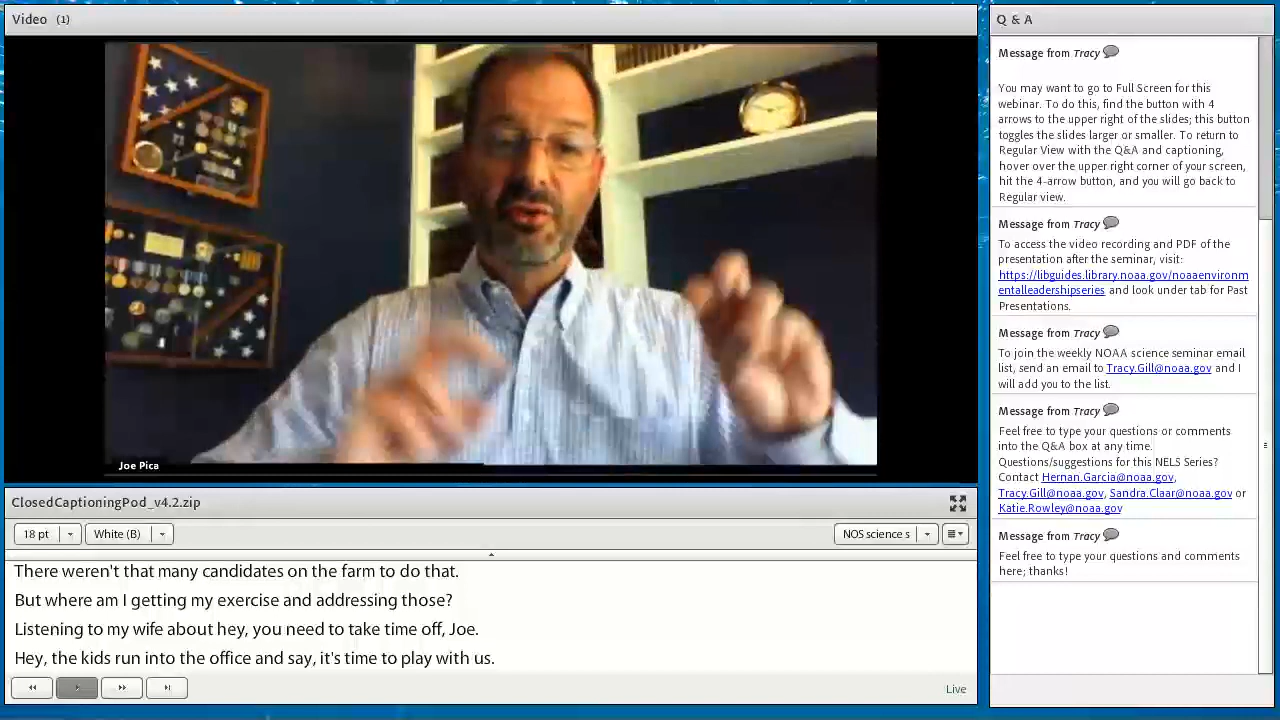 Video (1)
Joe Pica
ClosedCaptioningPod_v4.2.zip
18 pt
White (B)
NOS science s
There weren't that many candidates on the farm to do that.
But where am I getting my exercise and addressing those?
Listening to my wife about hey, you need to take time off, Joe.
Hey, the kids run into the office and say, it's time to play with us.
Live
Q & A
Message from Tracy
You may want to go to Full Screen for this
webinar. To do this, find the button with 4
arrows to the upper right of the slides; this button
toggles the slides larger or smaller. To return to
Regular View with the Q&A and captioning,
hover over the upper right corner of your screen,
hit the 4-arrow button, and you will go back to
Regular view.
Message from Tracy
To access the video recording and PDF of the
presentation after the seminar, visit:
https://libguides.library.noaa.gov/noaaenvironm
entalleadershipseries and look under tab for Past
Presentations.
Message from Tracy
To join the weekly NOAA science seminar email
list, send an email to Tracy.Gill@noaa.gov and I
will add you to the list.
Message from Tracy
Feel free to type your questions or comments
into the Q&A box at any time.
Questions/suggestions for this NELS Series?
Contact Hernan.Garcia@noaa.gov,
Tracy.Gill@noaa.gov, Sandra.Claar@noaa.gov or
Katie.Rowley@noaa.gov
Message from Tracy
Feel free to type your questions and comments
here; thanks!